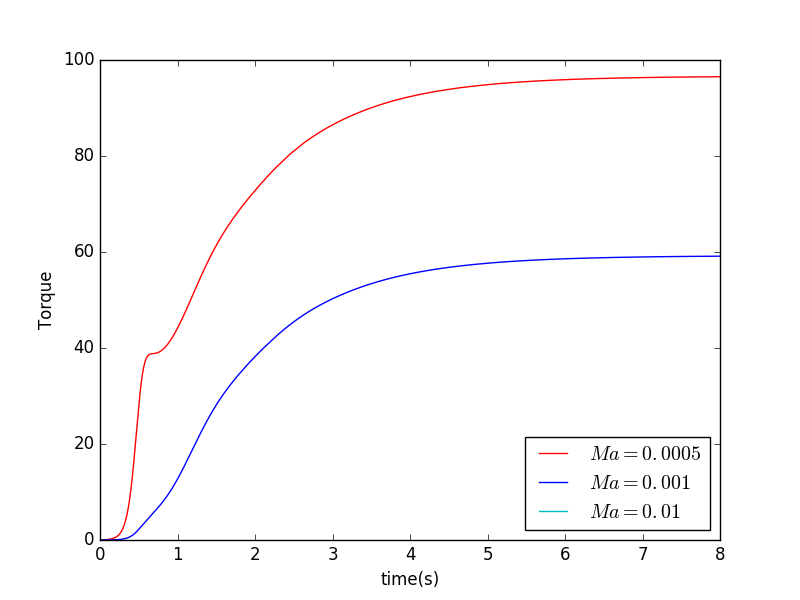 100
80
60
40
20
0
Torque
0 1 2 3 4 5 6 7 8
time(s)
Ma = 0.0005
Ma = 0.001
Ma = 0.01